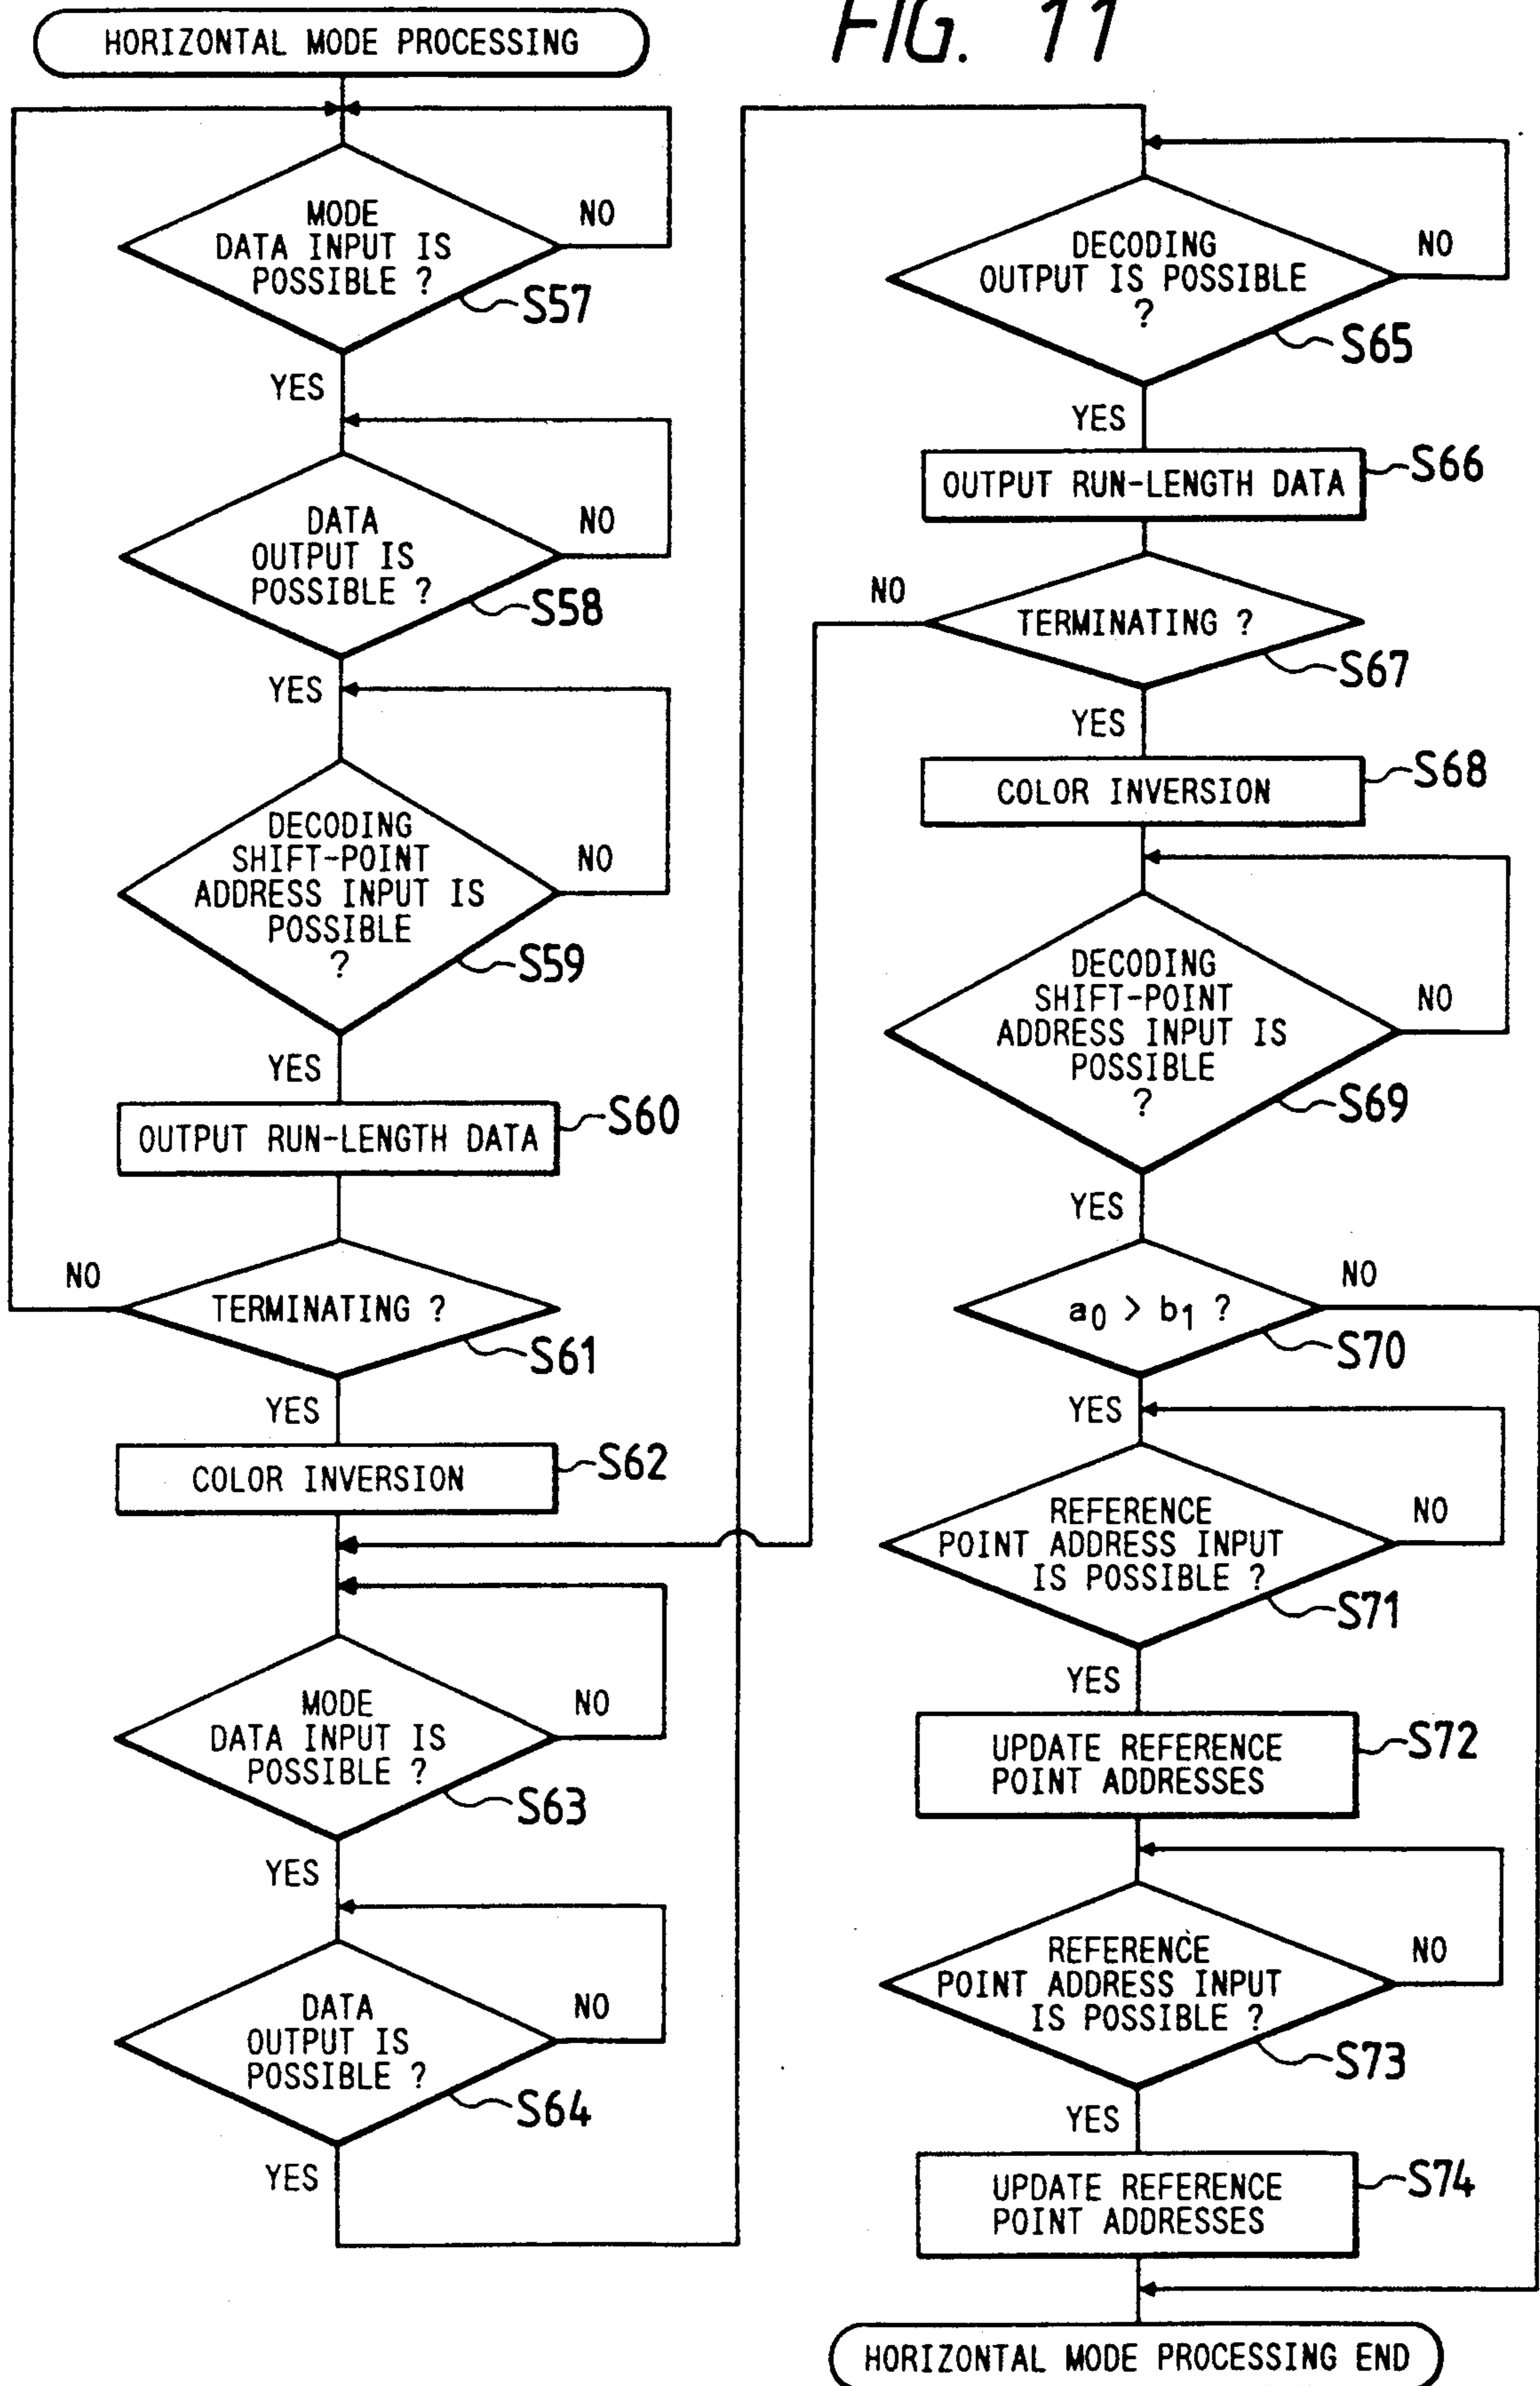 FIG. 11
HORIZONTAL MODE PROCESSING
MODE
DATA INPUT IS
POSSIBLE ?
NO
S57
YES
DATA
OUTPUT IS
POSSIBLE ?
NO
S58
YES
DECODING
SHIFT-POINT
ADDRESS INPUT IS
POSSIBLE
?
NO
S59
YES
OUTPUT RUN-LENGTH DATA
S60
NO
TERMINATING ?
S61
YES
COLOR INVERSION
S62
MODE
DATA INPUT IS
POSSIBLE ?
NO
S63
YES
DATA
OUTPUT IS
POSSIBLE ?
NO
S64
YES
DECODING
OUTPUT IS POSSIBLE
?
NO
S65
YES
OUTPUT RUN-LENGTH DATA
S66
NO
TERMINATING ?
S67
YES
COLOR INVERSION
S68
DECODING
SHIFT-POINT
ADDRESS INPUT IS
POSSIBLE
?
NO
S69
YES
a0 > b1 ?
NO
S70
YES
REFERENCE
POINT ADDRESS INPUT
IS POSSIBLE ?
NO
S71
YES
UPDATE REFERENCE
POINT ADDRESSES
S72
REFERENCE
POINT ADDRESS INPUT
IS POSSIBLE ?
NO
S73
YES
UPDATE REFERENCE
POINT ADDRESSES
S74
HORIZONTAL MODE PROCESSING END